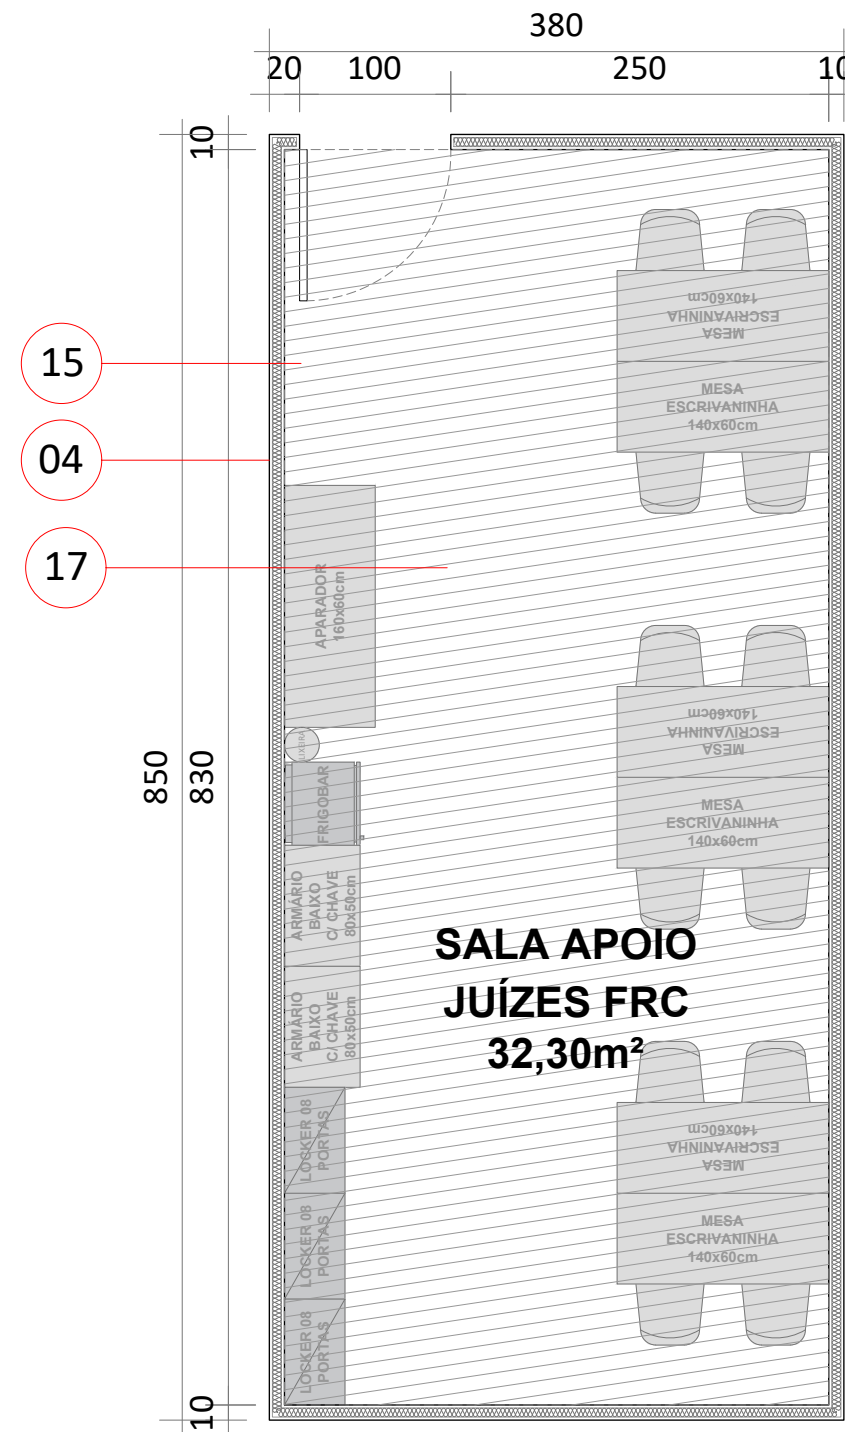 380
20
100
250
10
10
MESA
ESCRIVANINHA
140x60cm
MESA
ESCRIVANINHA
140x60cm
15
04
17
APARADOR
160x60cm
LIXEIRA
FRIGOBAR
850
830
MESA
ESCRIVANINHA
140x60cm
MESA
ESCRIVANINHA
140x60cm
ARMÁRIO
BAIXO
C/ CHAVE
80x50cm
SALA APOIO
JUÍZES FRC
32,30m²
ARMÁRIO
BAIXO
C/ CHAVE
80x50cm
LOCKER 08
PORTAS
LOCKER 08
PORTAS
LOCKER 08
PORTAS
MESA
ESCRIVANINHA
140x60cm
MESA
ESCRIVANINHA
140x60cm
10